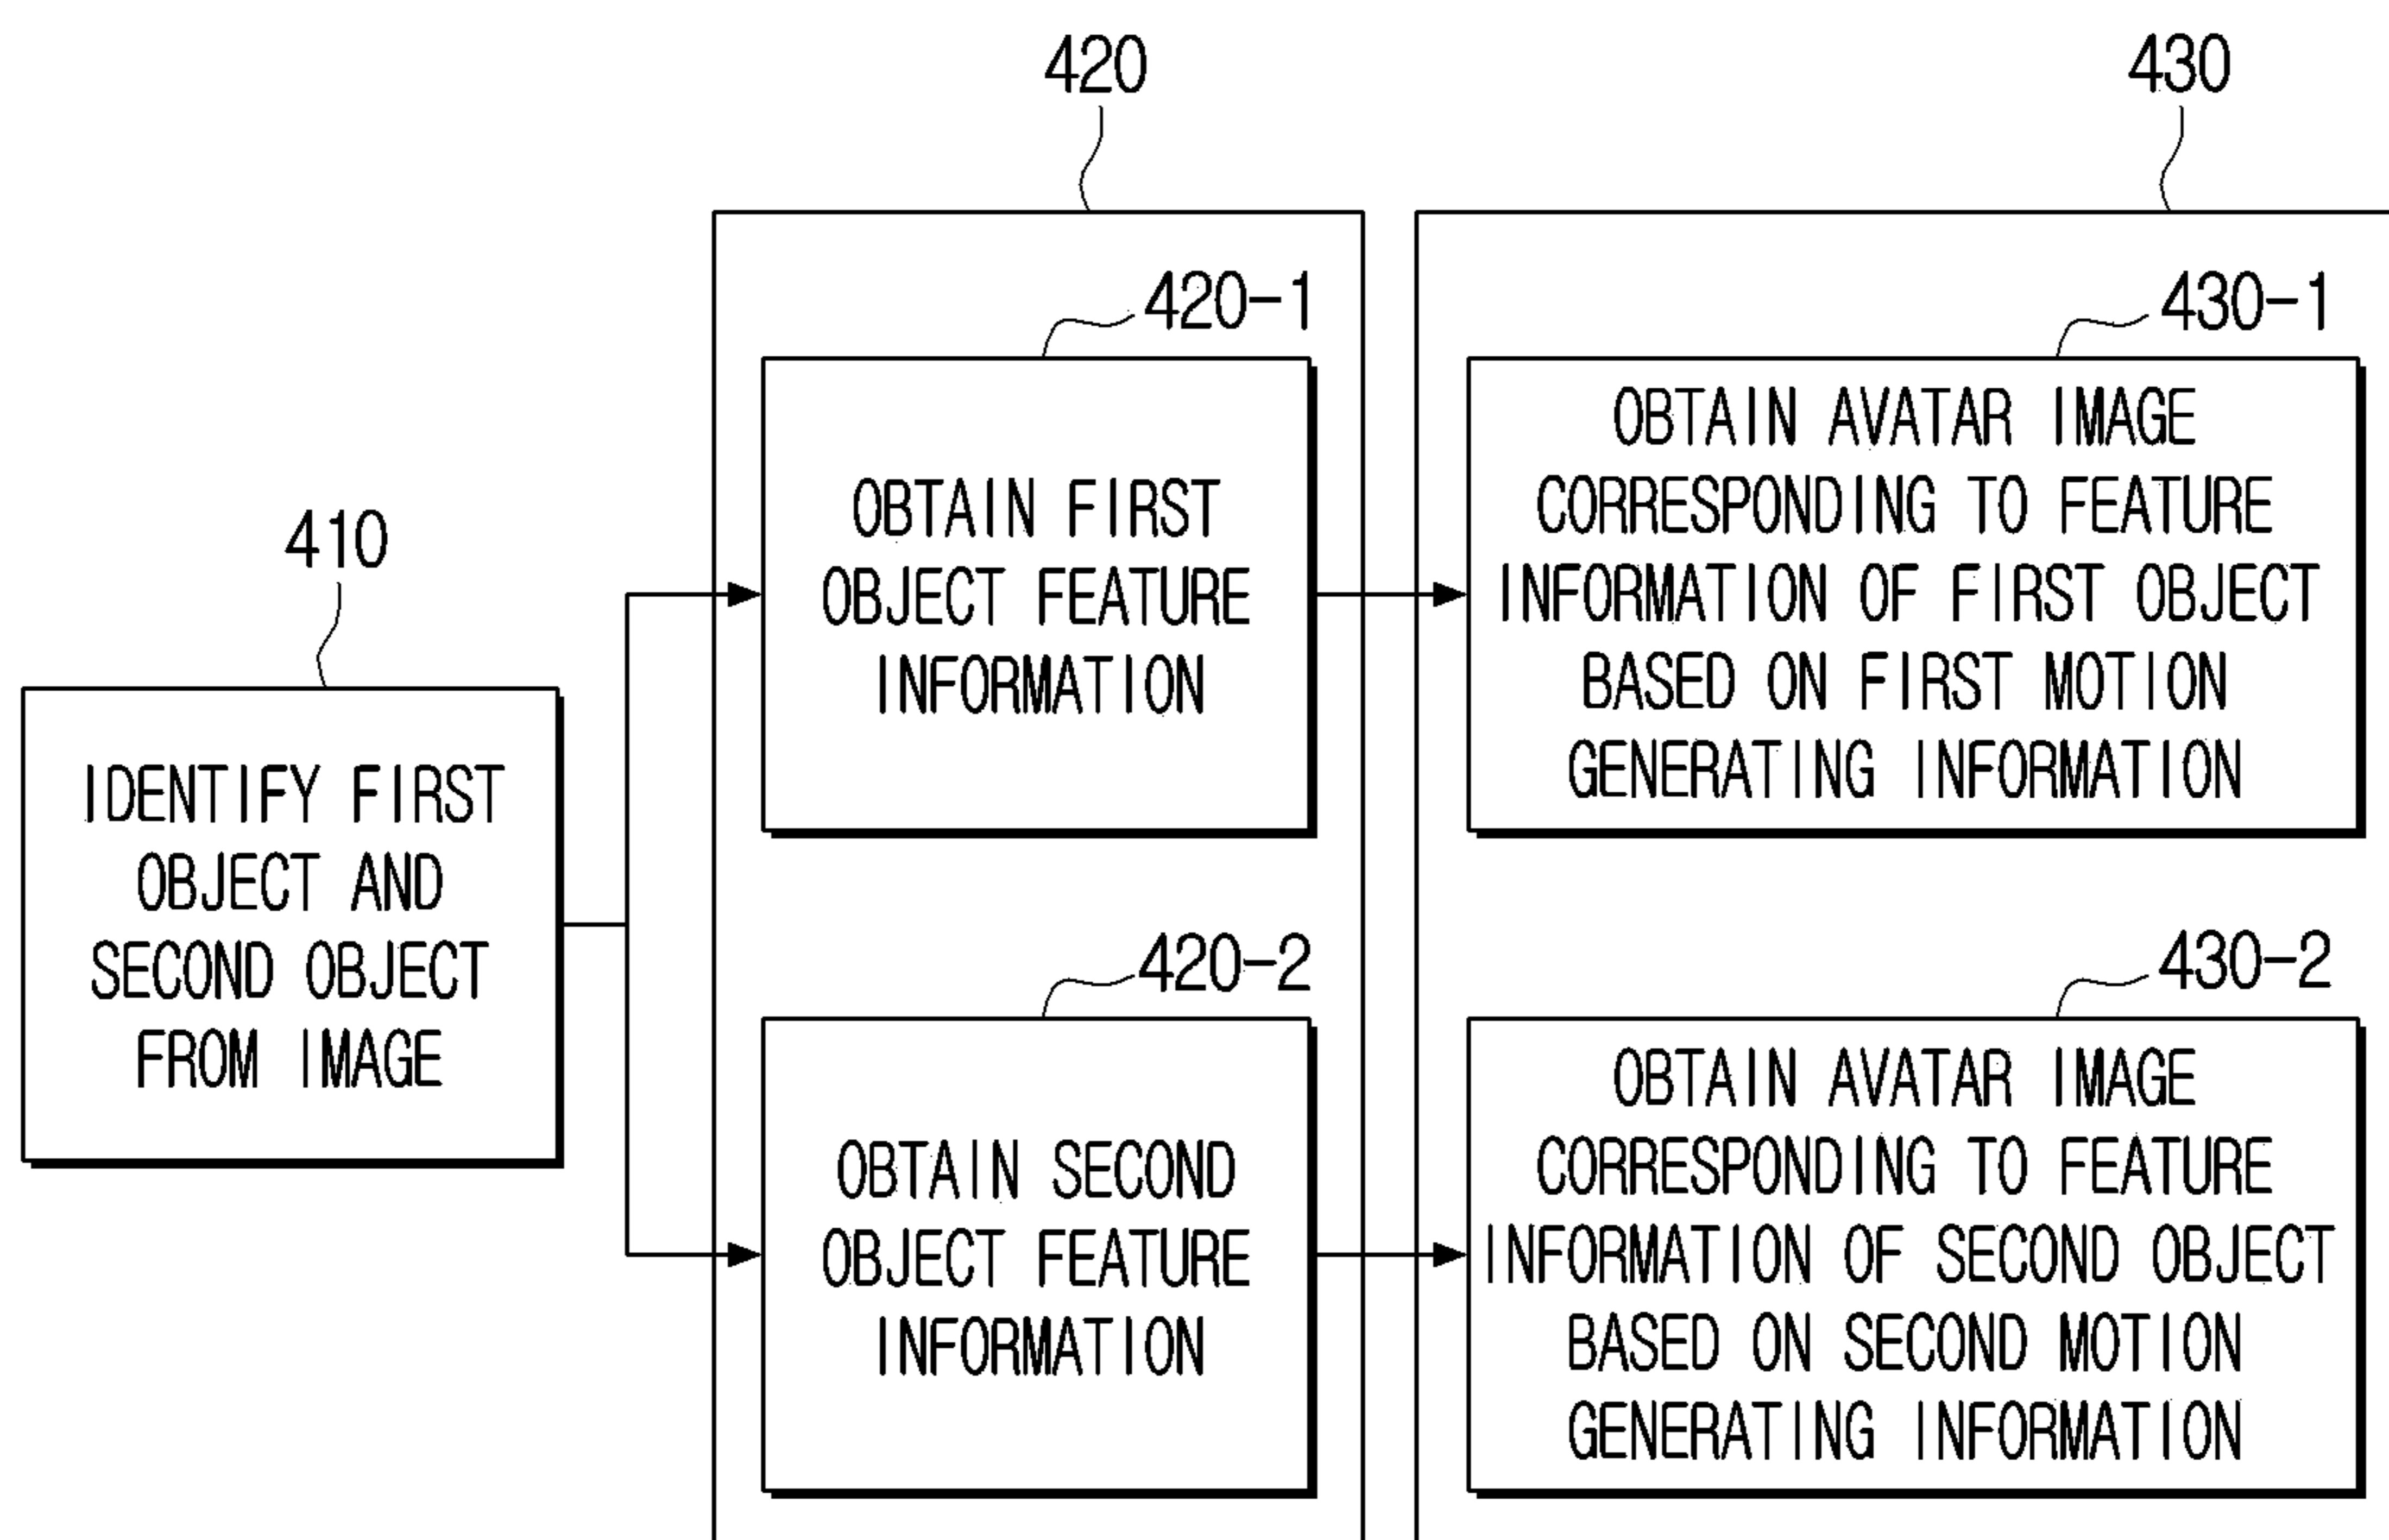 420
430
420-1
430-1
410
IDENTIFY FIRST
OBJECT AND
SECOND OBJECT
FROM IMAGE
OBTAIN FIRST
OBJECT FEATURE
INFORMATION
OBTAIN AVATAR IMAGE
CORRESPONDING TO FEATURE
INFORMATION OF FIRST OBJECT
BASED ON FIRST MOTION
GENERATING INFORMATION
420-2
430-2
OBTAIN SECOND
OBJECT FEATURE
INFORMATION
OBTAIN AVATAR IMAGE
CORRESPONDING TO FEATURE
INFORMATION OF SECOND OBJECT
BASED ON SECOND MOTION
GENERATING INFORMATION